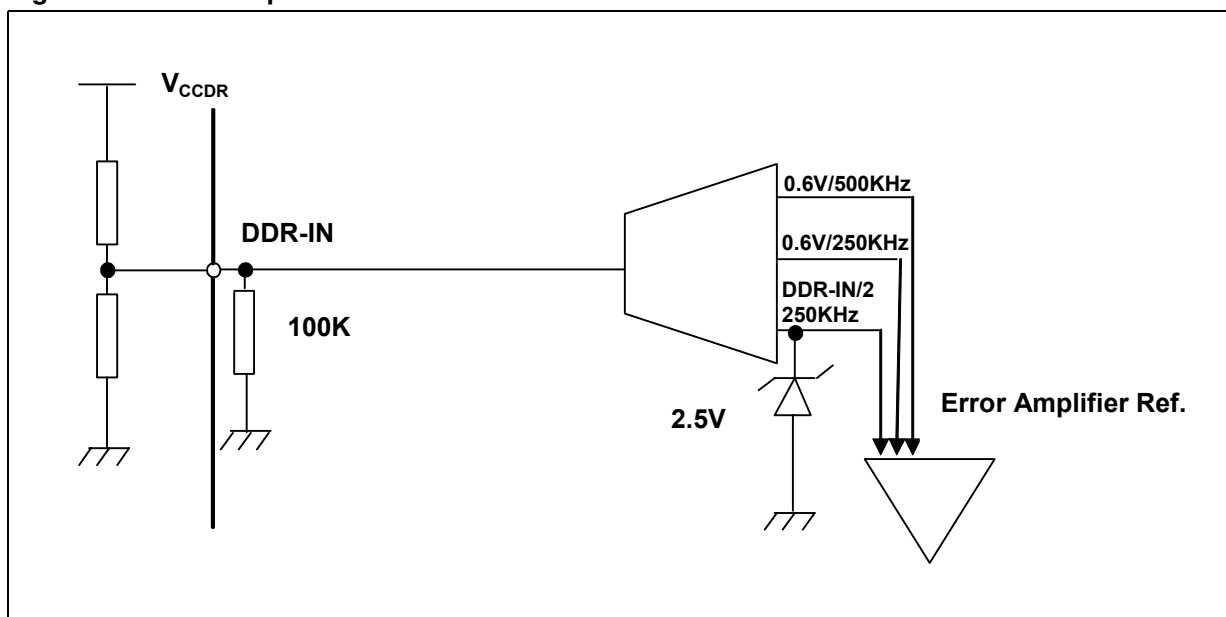 VCCDR
DDR-IN
100K
0.6V/500KHz
0.6V/250KHz
DDR-IN/2
250KHz
2.5V
Error Amplifier Ref.